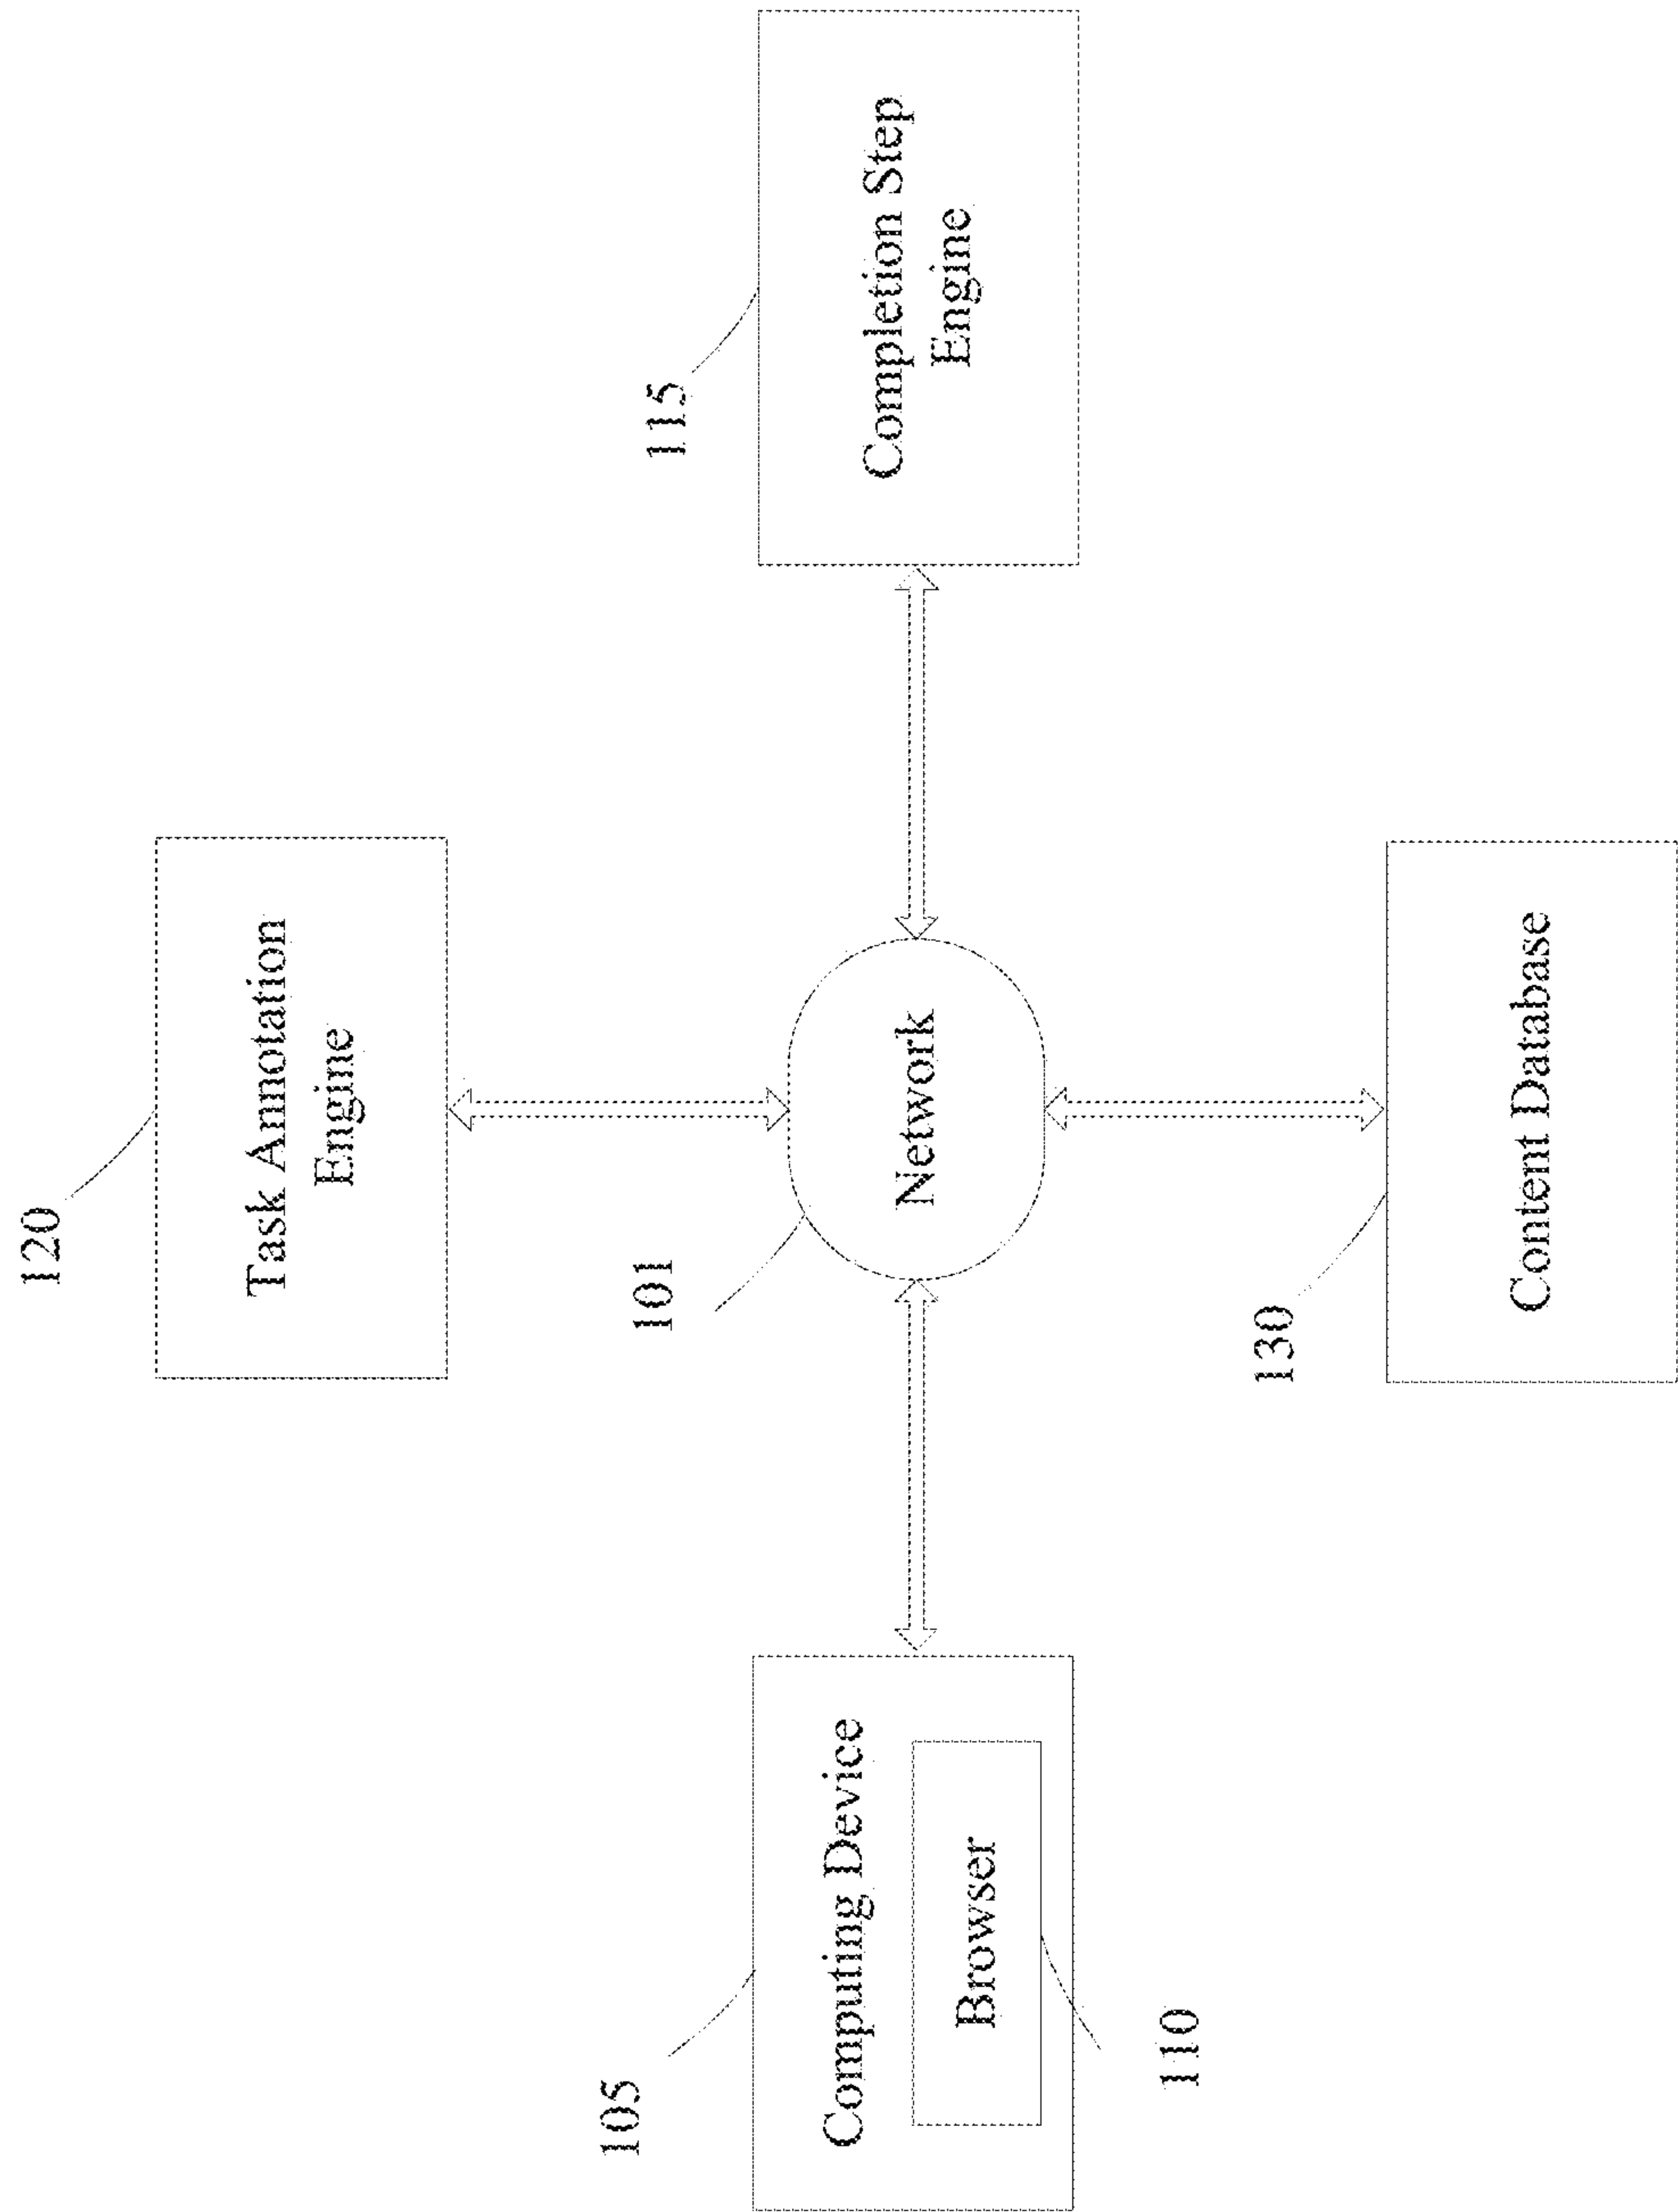 120
Task Annotation
Engine
105
Computing Device
Browser
110
101
Network
115
Completion Step
Engine
130
Content Database